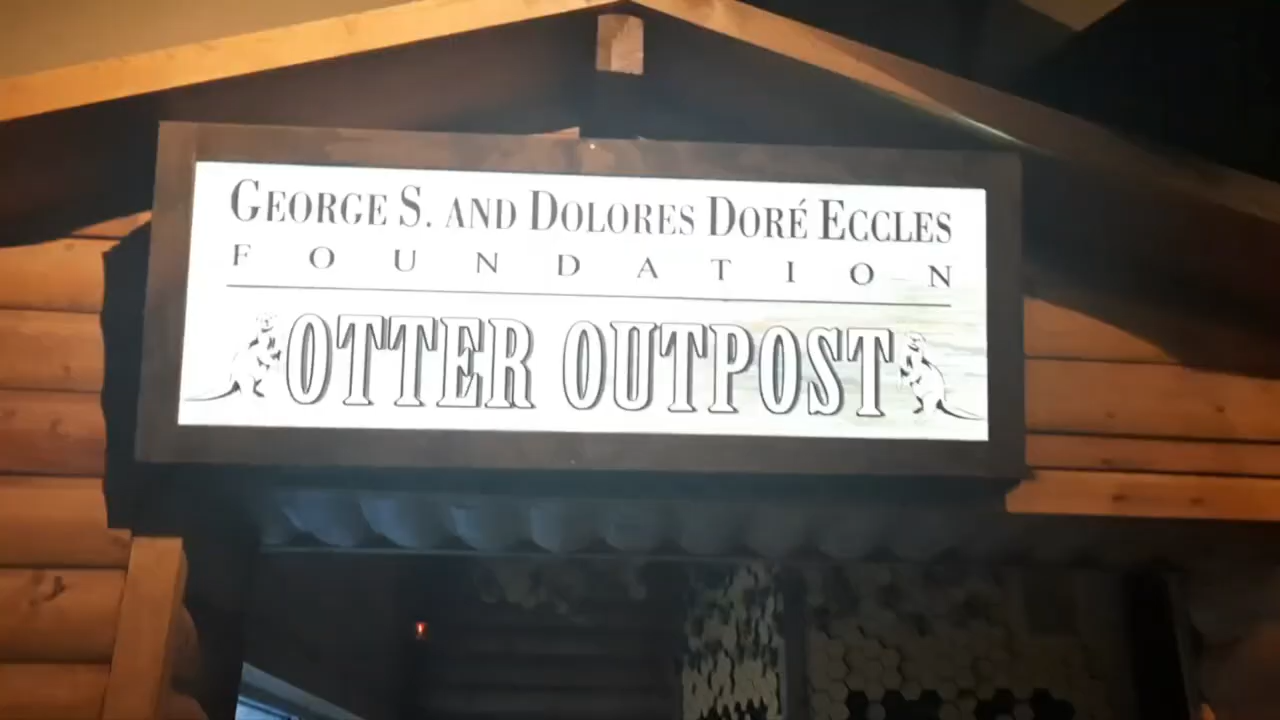 GEORGE S. AND DOLORES DORÉ ECCLES
FOUNDATION
OTTER OUTPOST